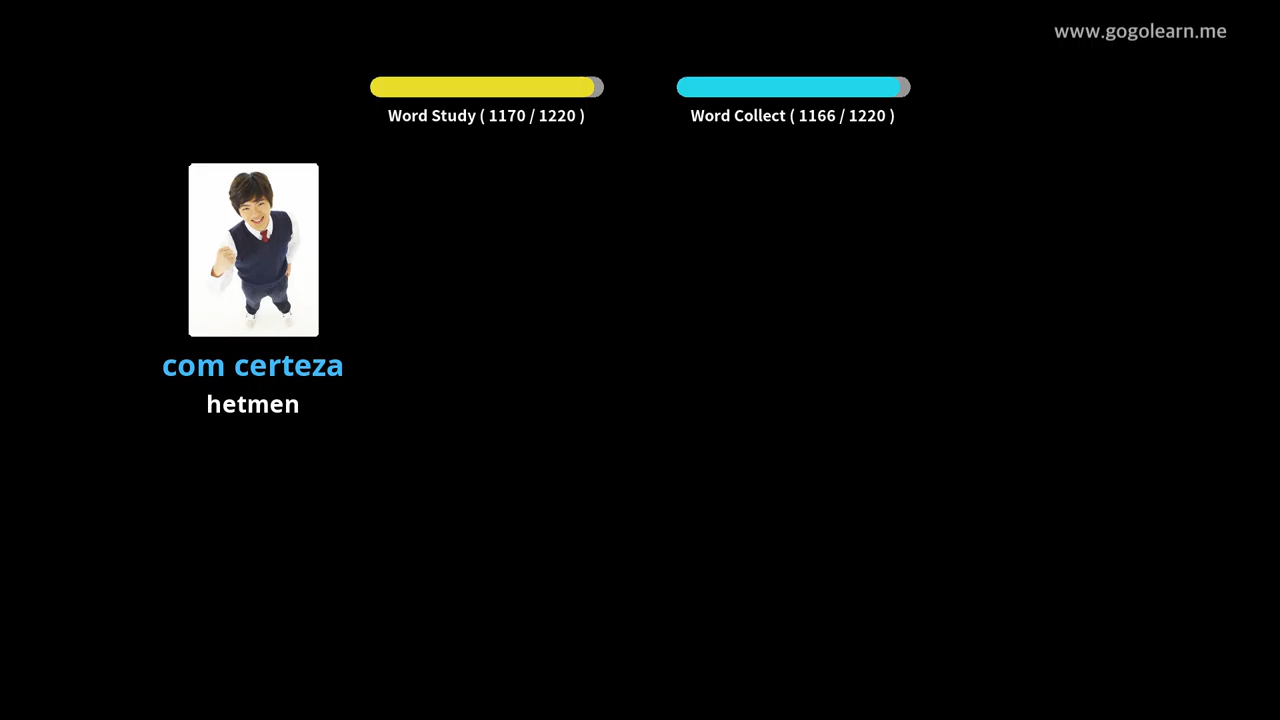 www.gogolearn.me
Word Study ( 1170 / 1220 )
Word Collect ( 1166 / 1220 )
com certeza
hetmen